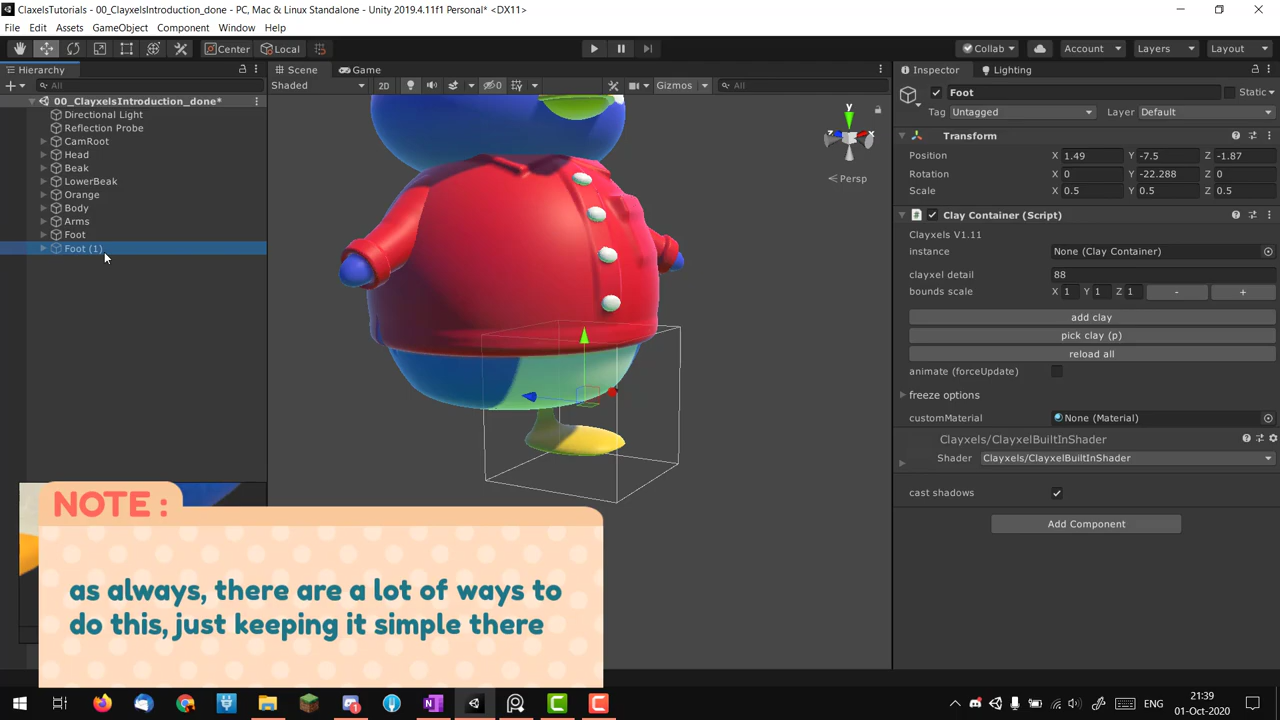 ClaxelsTutorials - 00_ClayxelsIntroduction_done - PC, Mac & Linux Standalone - Unity 2019.4.11f1 Personal* <DX11>
File Edit Assets GameObject Component Window Help
Center Local Collab Account Layers Layout
Hierarchy
All
00_ClayxelsIntroduction_done*
Directional Light
Reflection Probe
CamRoot
Head
Beak
LowerBeak
Orange
Body
Arms
Foot
Foot (1)
Scene Game
Shaded 2D 0 Gizmos All
y
z x
Persp
Inspector Lighting
Foot Static
Tag Untagged Layer Default
Transform
Position X 1.49 Y -7.5 Z -1.87
Rotation X 0 Y -22.288 Z 0
Scale X 0.5 Y 0.5 Z 0.5
Clay Container (Script)
Clayxels V1.11
instance None (Clay Container)
clayxel detail 88
bounds scale X 1 Y 1 Z 1 - +
add clay
pick clay (p)
reload all
animate (forceUpdate)
freeze options
customMaterial None (Material)
Clayxels/ClayxelBuiltInShader
Shader Clayxels/ClayxelBuiltInShader
cast shadows
Add Component
NOTE :
as always, there are a lot of ways to
do this, just keeping it simple there
ENG
21:39
01-Oct-2020